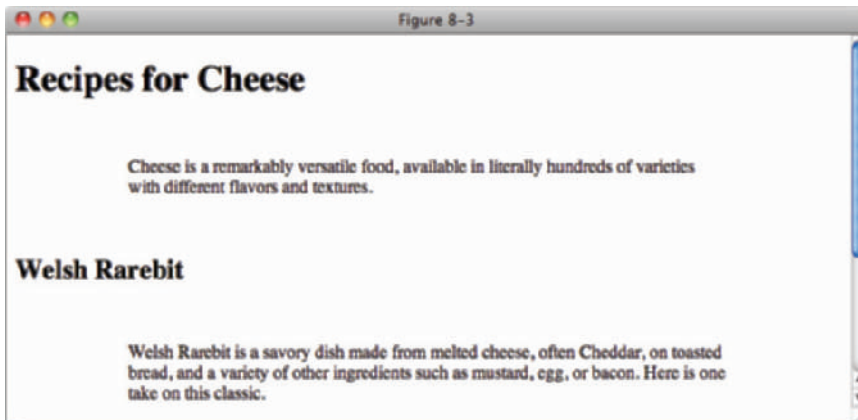 Figure 8-3
Recipes for Cheese
Cheese is a remarkably versatile food, available in literally hundreds of varieties
with different flavors and textures.
Welsh Rarebit
Welsh Rarebit is a savory dish made from melted cheese, often Cheddar, on toasted
bread, and a variety of other ingredients such as mustard, egg, or bacon. Here is one
take on this classic.